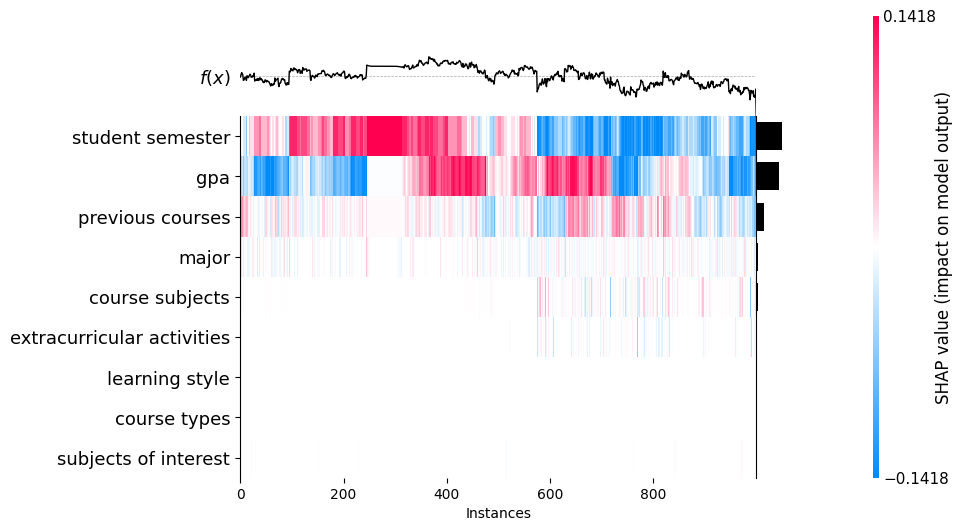 0.1418
f(x)
student semester
gpa
previous courses
major
course subjects
extracurricular activities
learning style
course types
subjects of interest
0 200 400 600 800
Instances
−0.1418
SHAP value (impact on model output)